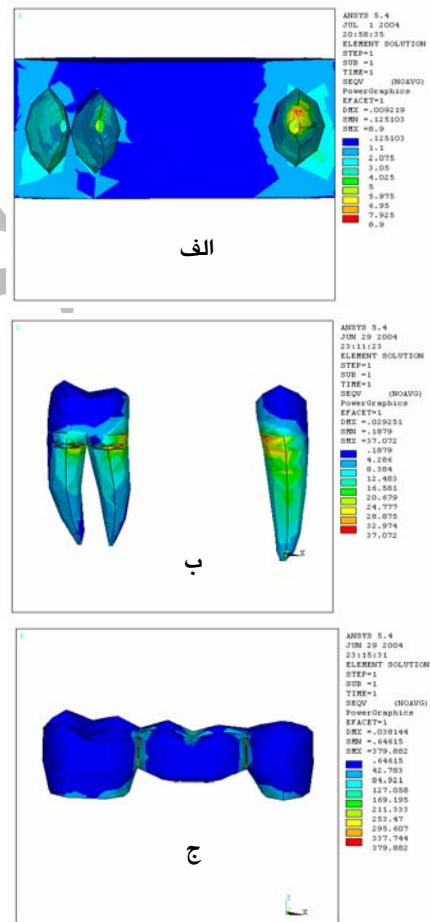 1
ANSYS 5.4
JUL 1 2004
20:58:35
ELEMENT SOLUTION
STEP=1
SUB =1
TIME=1
SEQV (NOAVG)
PowerGraphics
EFACET=1
DMX =.009219
SMN =.125103
SMX =8.9
.125103
1.1
2.075
3.05
4.025
5
5.975
6.95
7.925
8.9
الف
1
ANSYS 5.4
JUN 29 2004
23:11:23
ELEMENT SOLUTION
STEP=1
SUB =1
TIME=1
SEQV (NOAVG)
PowerGraphics
EFACET=1
DMX =.029251
SMN =.1879
SMX =37.072
.1879
4.286
8.384
12.483
16.581
20.679
24.777
28.875
32.974
37.072
X
ب
1
ANSYS 5.4
JUN 29 2004
23:15:31
ELEMENT SOLUTION
STEP=1
SUB =1
TIME=1
SEQV (NOAVG)
PowerGraphics
EFACET=1
DMX =.038144
SMN =.64615
SMX =379.882
.64615
42.783
84.921
127.058
169.195
211.333
253.47
295.607
337.744
379.882
ج
X